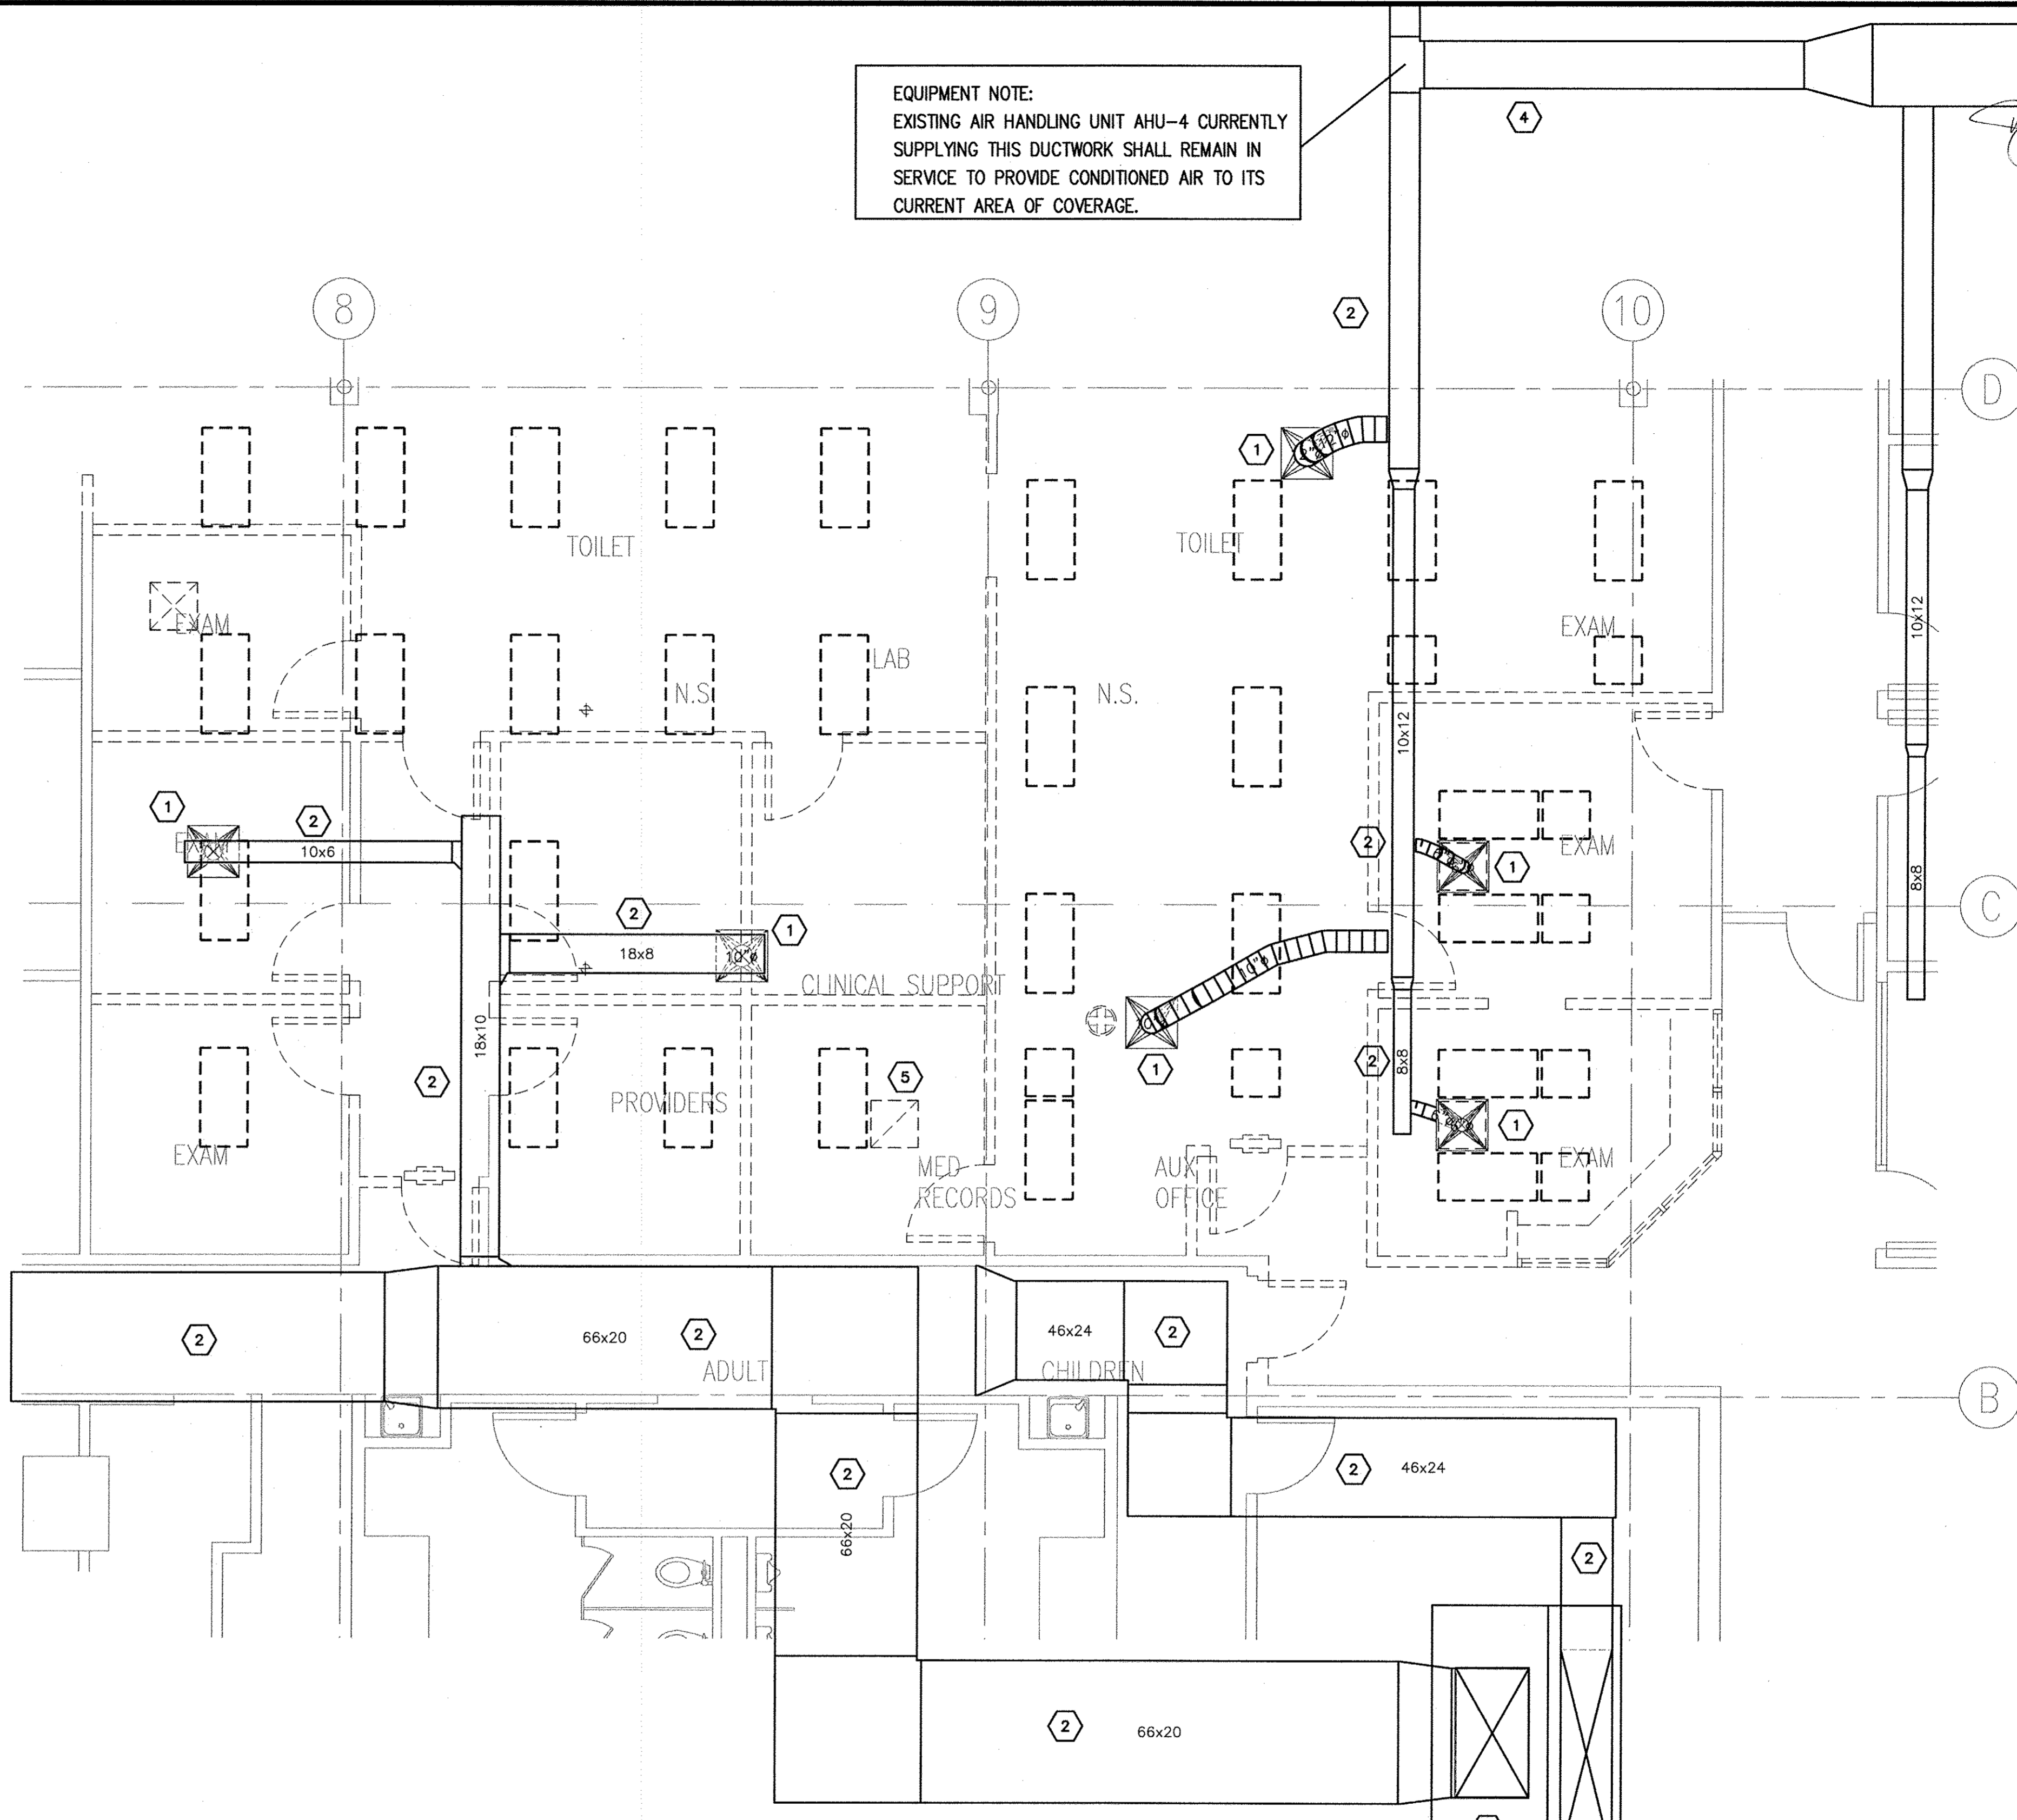 EQUIPMENT NOTE:
EXISTING AIR HANDLING UNIT AHU-4 CURRENTLY
SUPPLYING THIS DUCTWORK SHALL REMAIN IN
SERVICE TO PROVIDE CONDITIONED AIR TO ITS
CURRENT AREA OF COVERAGE.
4
8
9
10
2
D
1
12"ø
TOILET
TOILET
EXAM
EXAM
10x12
LAB
N.S.
N.S.
10x12
1
2
EXAM
10x6
2
EXAM
1
8x8
2
1
18x8
10"ø
C
CLINICAL SUPPORT
10"ø
18x10
2
5
1
2
8x8
PROVIDERS
1
EXAM
MED
RECORDS
AUX
OFFICE
EXAM
2
66x20
2
46x24
2
ADULT
CHILDREN
B
2
66x20
2
46x24
2
2
66x20